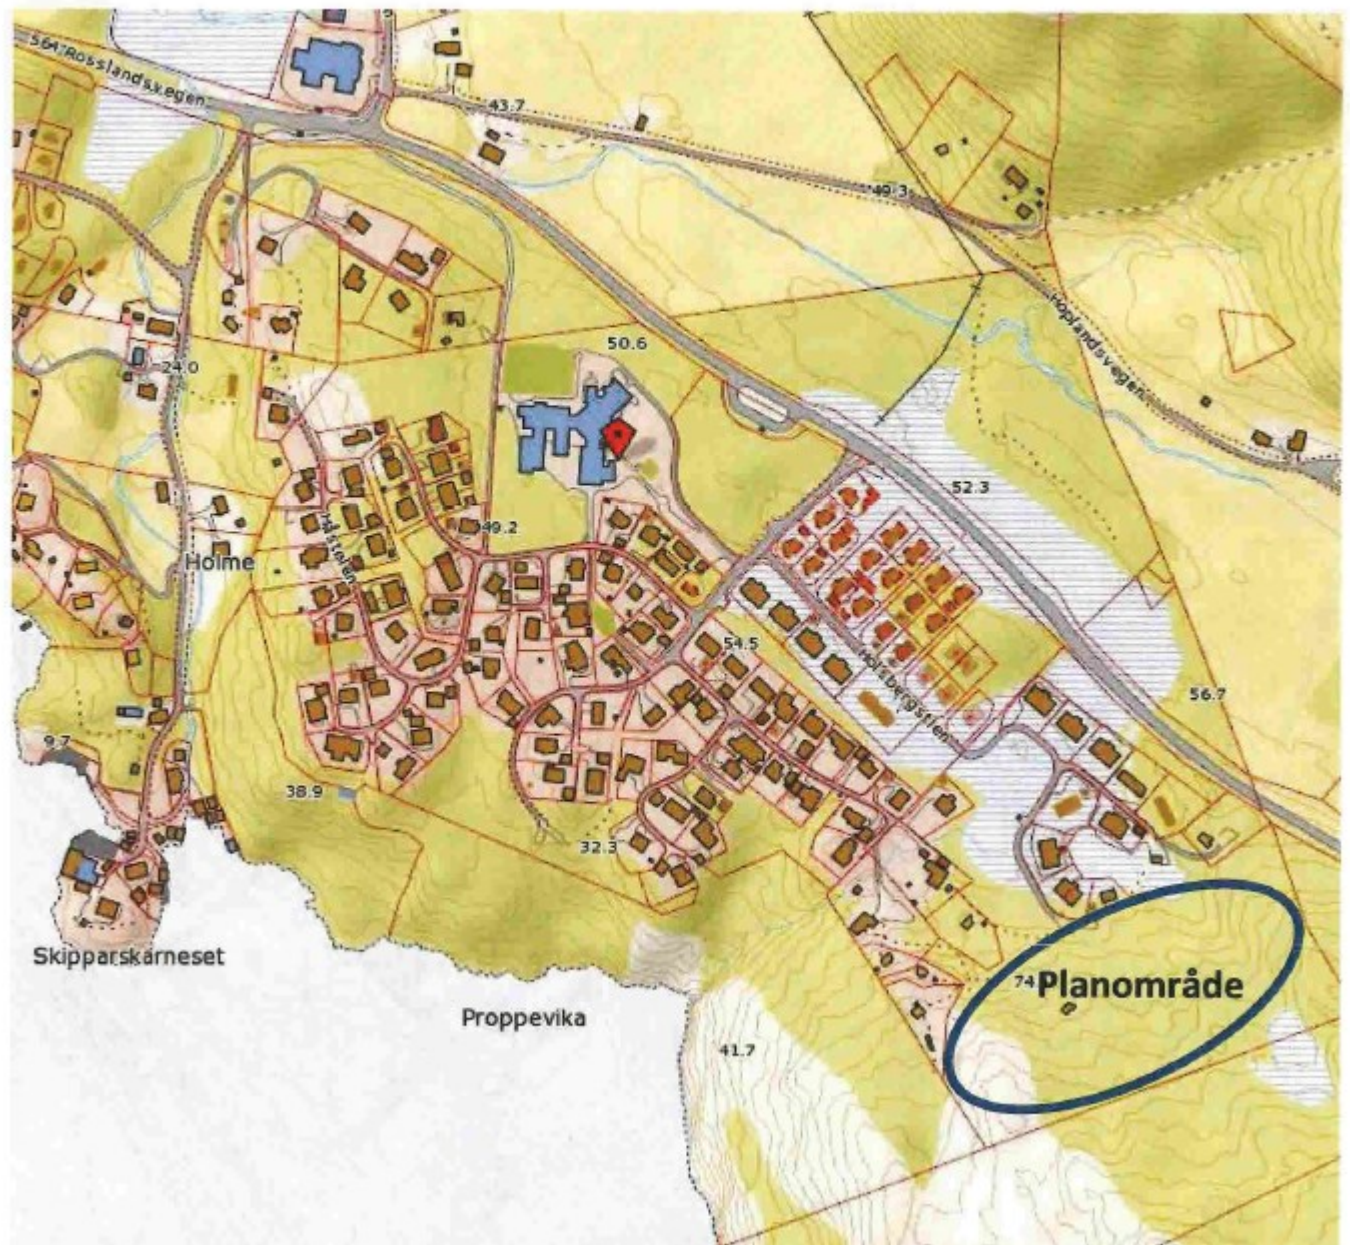 564 Rosslandsvegen
43.7
49.3
Hoplandsvegen
50.6
24.0
52.3
49.2
Holme
54.5
Holsbergstien
56.7
9.7
38.9
32.3
Skipparskarneset
74 Planområde
Proppevika
41.7